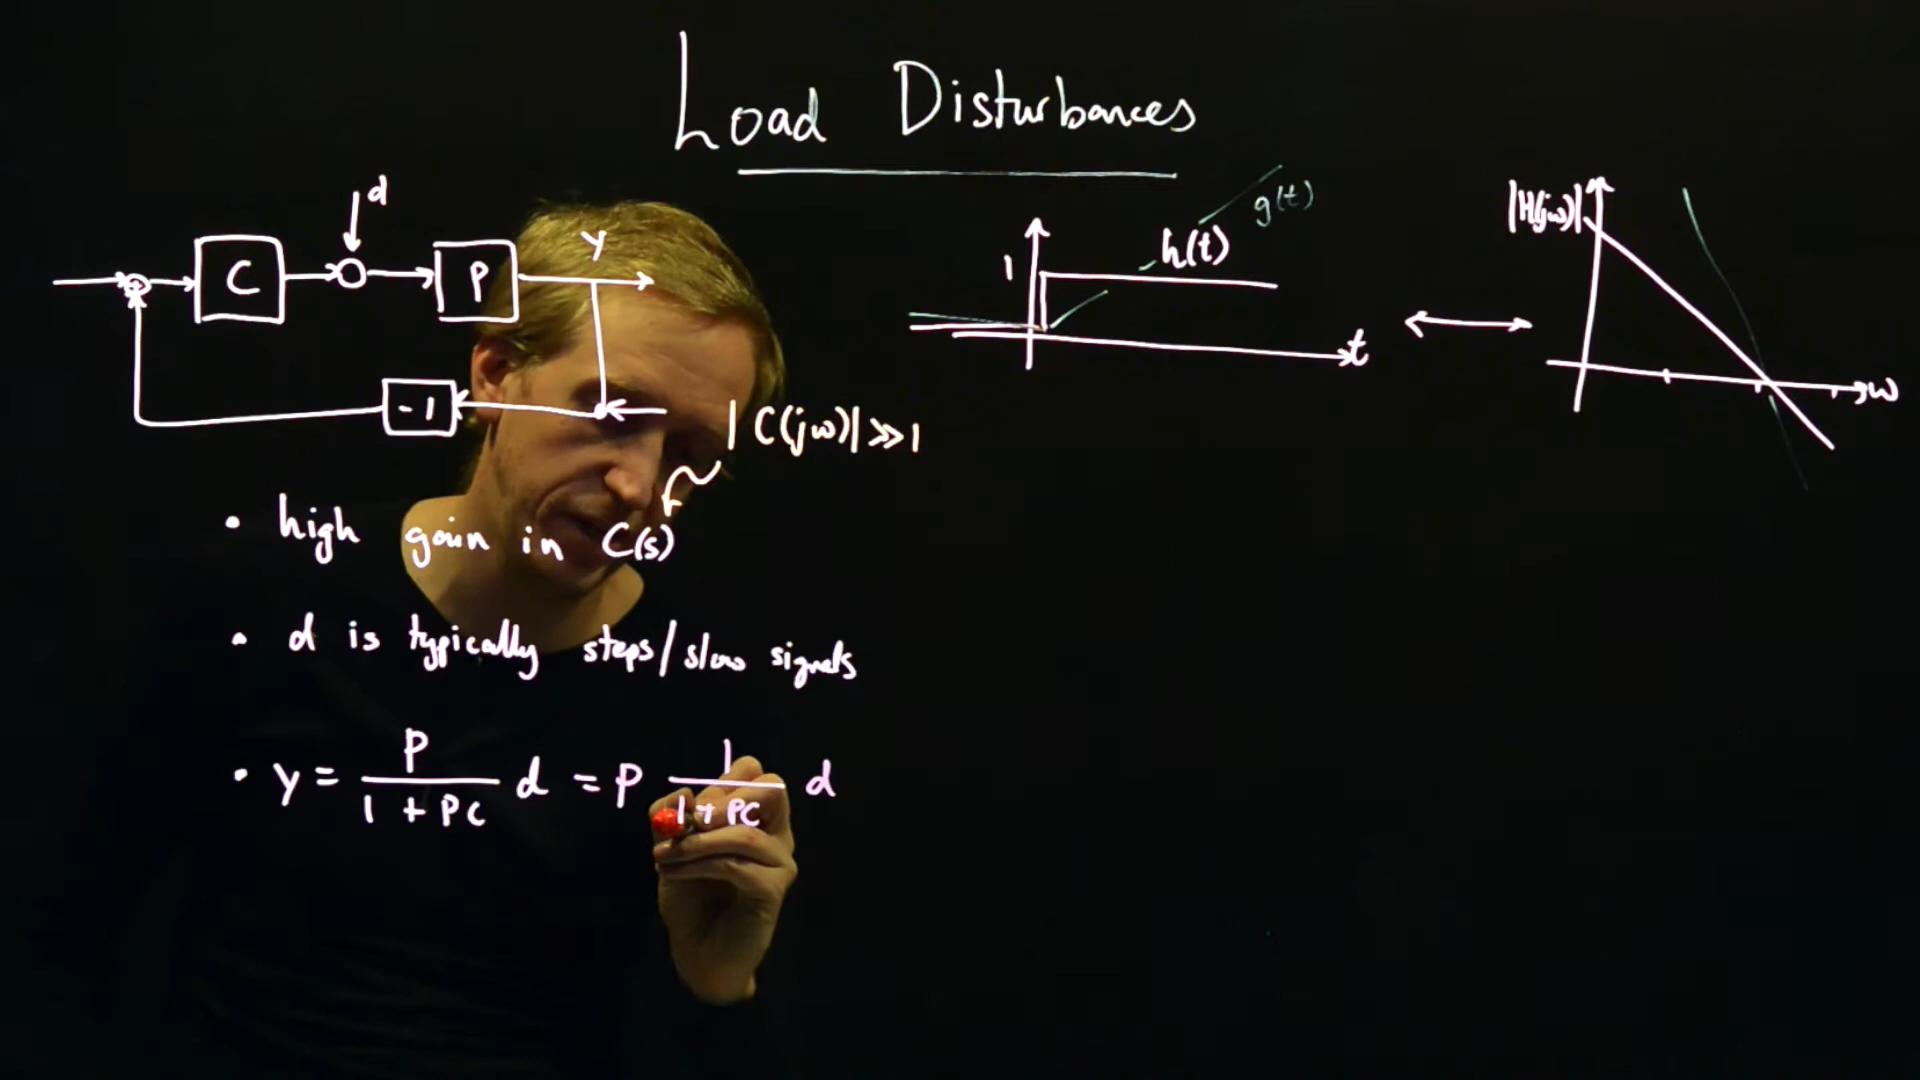 Load Disturbances
d
C
P
y
-1
|C(jω)| ≫ 1
1
h(t)
g(t)
t
|H(jω)|
ω
• high gain in C(s)
• d is typically steps/slow signals
• y = P / (1 + PC) d = P 1 / (1 + PC) d